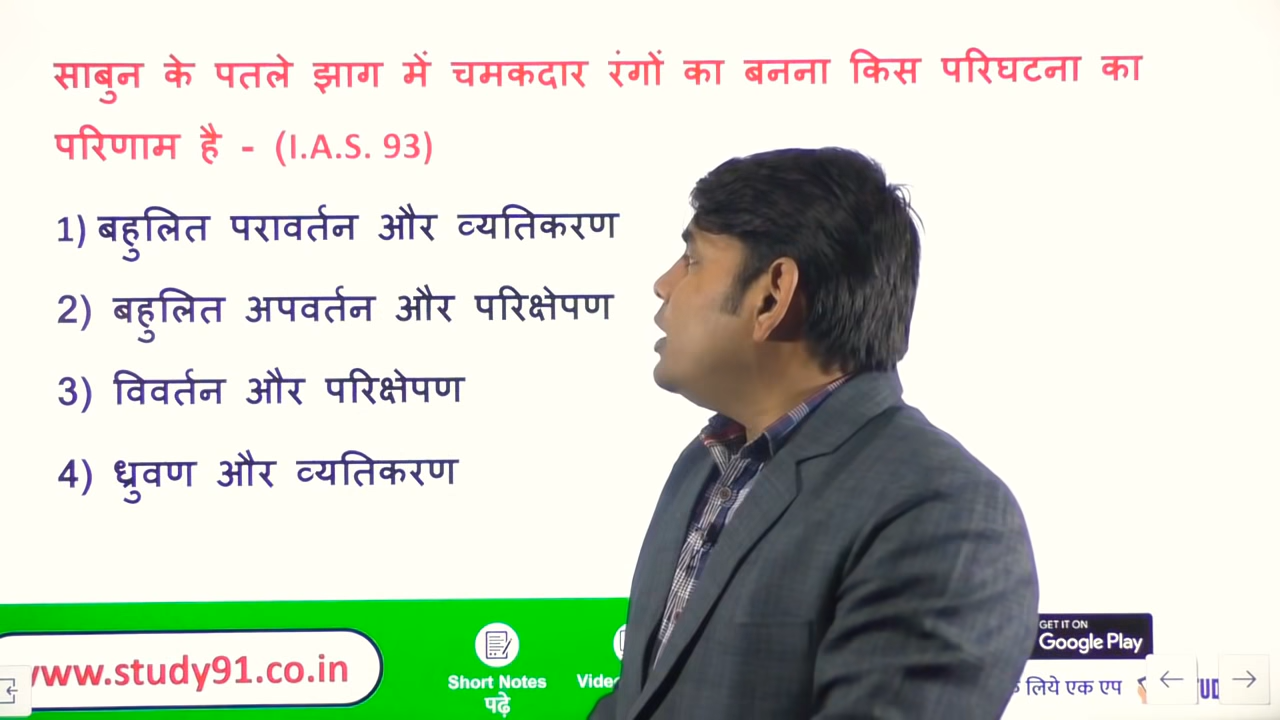 साबुन के पतले झाग में चमकदार रंगों का बनना किस परिघटना का
परिणाम है - (I.A.S. 93)
1) बहुलित परावर्तन और व्यतिकरण
2) बहुलित अपवर्तन और परिक्षेपण
3) विवर्तन और परिक्षेपण
4) ध्रुवण और व्यतिकरण
www.study91.co.in
Short Notes
पढ़े
GET IT ON
Google Play
लिये एक एप